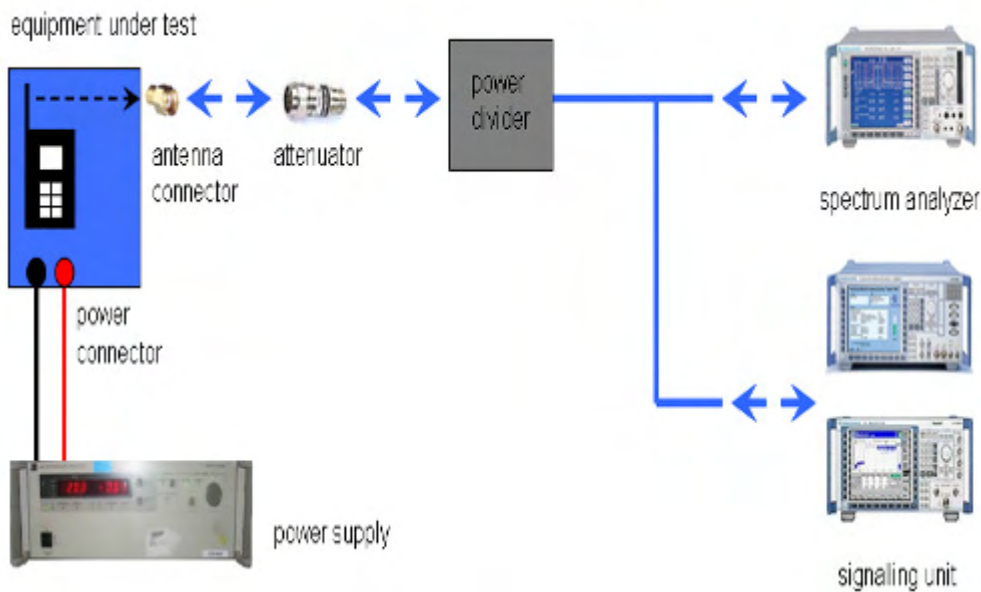 equipment under test
power
divider
antenna
connector
attenuator
spectrum analyzer
power
connector
power supply
signaling unit